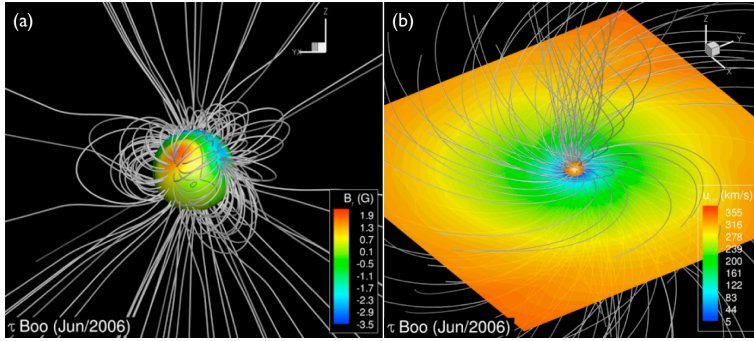 (a)
Z
YX
B_r (G)
1.9
1.3
0.7
0.1
-0.5
-1.1
-1.7
-2.3
-2.9
-3.5
τ Boo (Jun/2006)
(b)
Z
Y
X
(km/s)
355
316
278
239
200
161
122
83
44
5
τ Boo (Jun/2006)